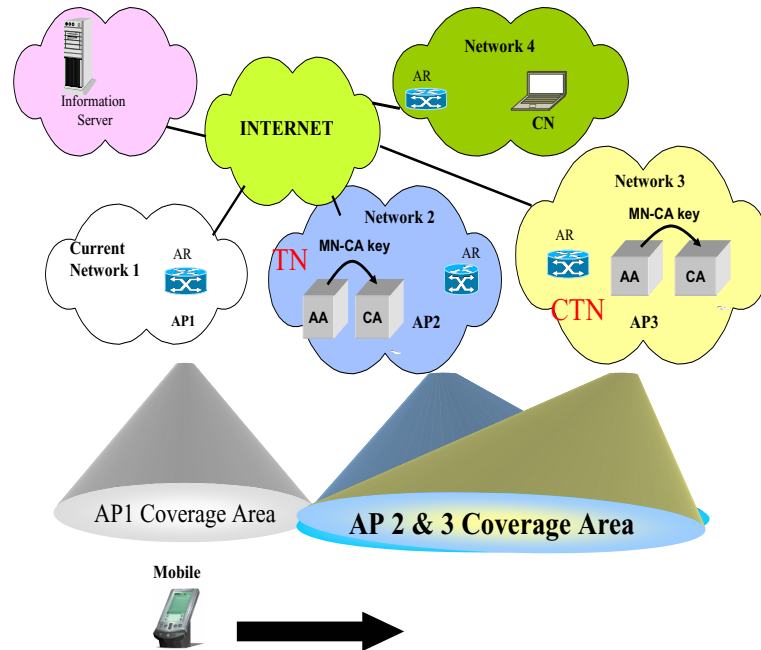 Network 4
AR
CN
Information
Server
INTERNET
Network 3
MN-CA key
AR
AA
CA
CTN
AP3
Network 2
MN-CA key
TN
AR
AA
CA
AP2
Current
Network 1
AR
AP1
AP1 Coverage Area
AP 2 & 3 Coverage Area
Mobile